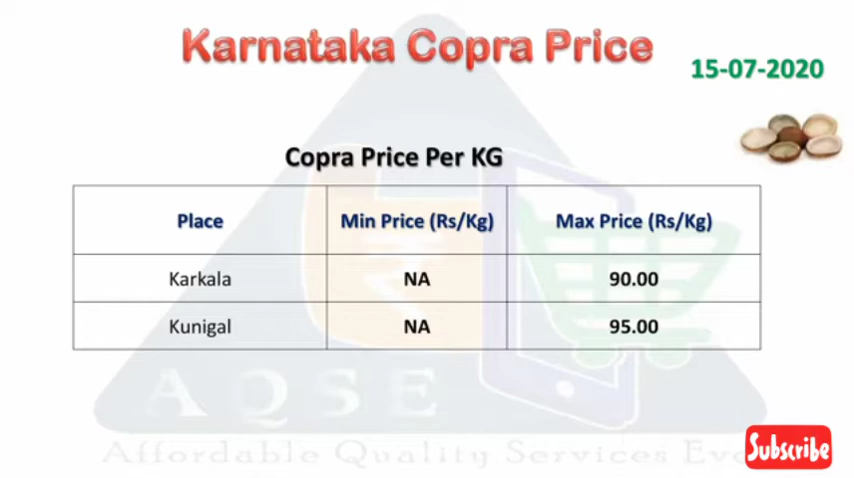 Karnataka Copra Price
15-07-2020
Copra Price Per KG
Place Min Price (Rs/Kg) Max Price (Rs/Kg)
Karkala NA 90.00
Kunigal NA 95.00
AQSE
Affordable Quality Services
Subscribe